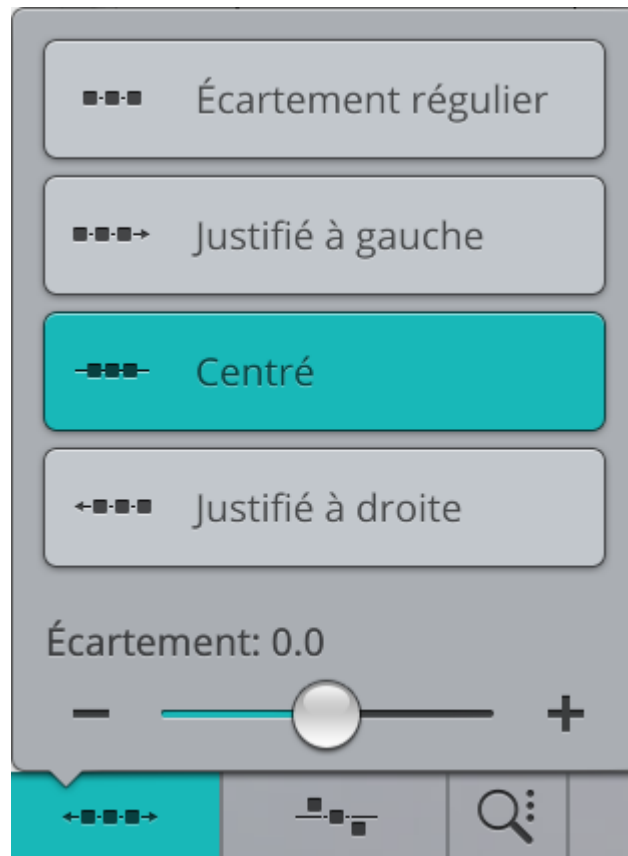 Écartement régulier
Justifié à gauche
Centré
Justifié à droite
Écartement: 0.0